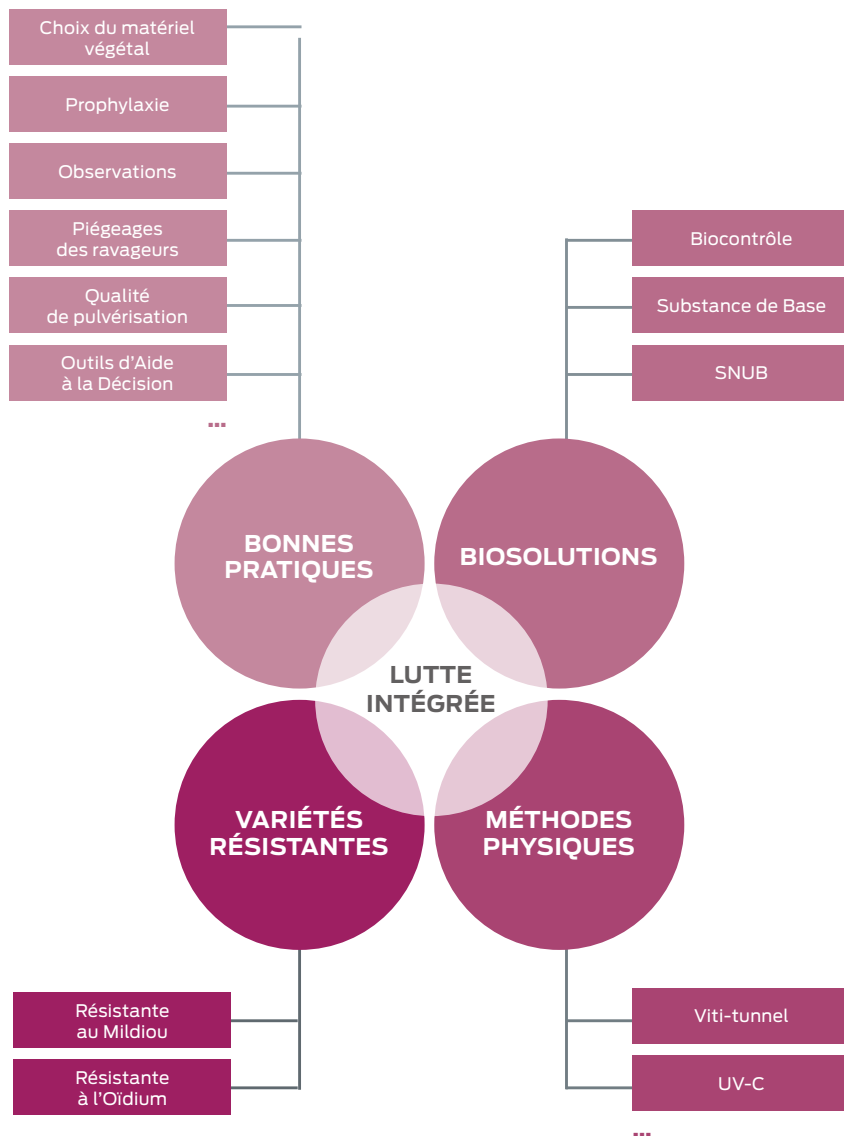 Choix du matériel
végétal
Prophylaxie
Observations
Piégeages
des ravageurs
Qualité
de pulvérisation
Outils d’Aide
à la Décision
...
Biocontrôle
Substance de Base
SNUB
BONNES
PRATIQUES
BIOSOLUTIONS
LUTTE
INTÉGRÉE
VARIÉTÉS
RÉSISTANTES
MÉTHODES
PHYSIQUES
Résistante
au Mildiou
Résistante
à l’Oïdium
Viti-tunnel
UV-C
...